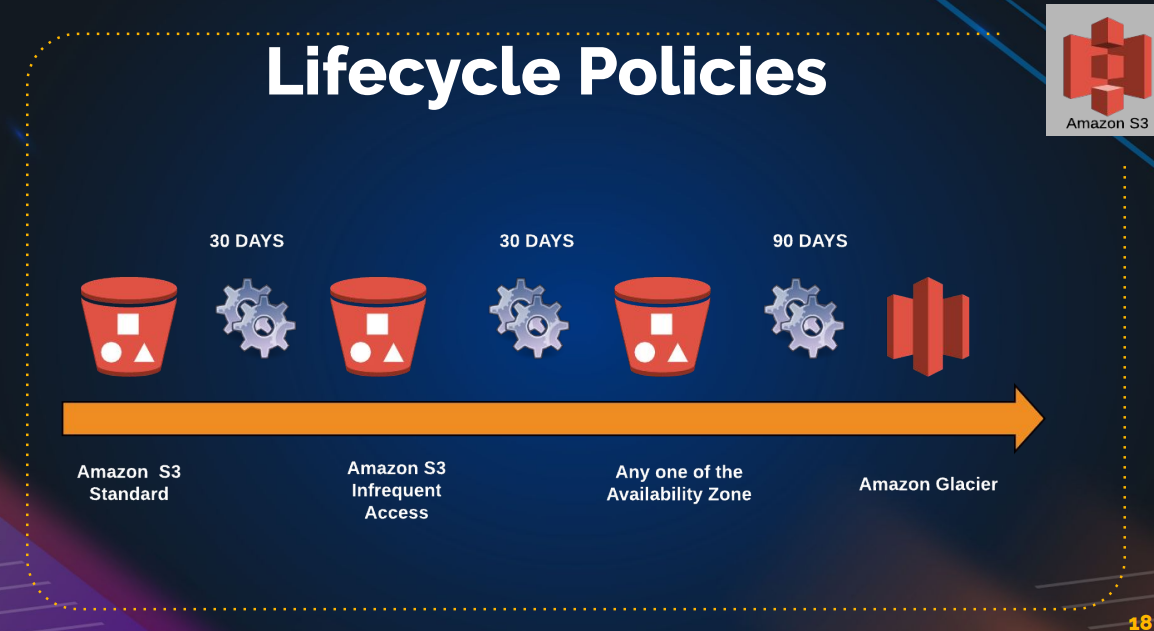 Lifecycle Policies
Amazon S3
30 DAYS
30 DAYS
90 DAYS
Amazon  S3
Standard
Amazon S3
Infrequent
Access
Any one of the
Availability Zone
Amazon Glacier
18